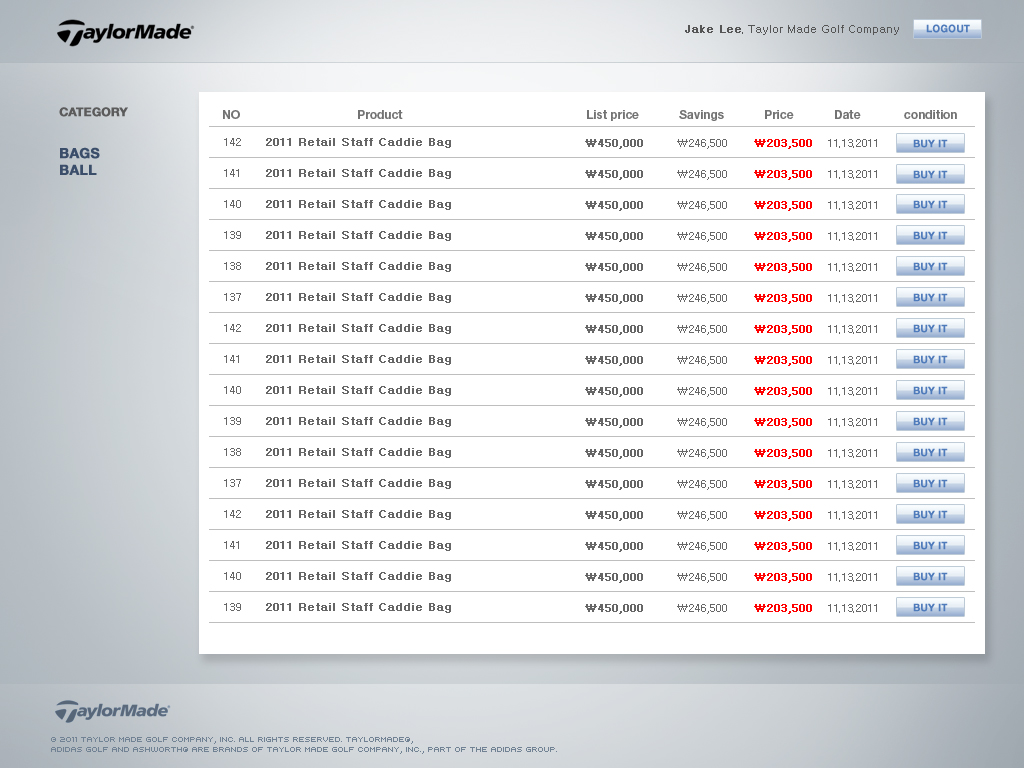 TaylorMade®
Jake Lee, Taylor Made Golf Company LOGOUT
CATEGORY
BAGS
BALL
NO Product List price Savings Price Date condition
142 2011 Retail Staff Caddie Bag ₩450,000 ₩246,500 ₩203,500 11,13,2011 BUY IT
141 2011 Retail Staff Caddie Bag ₩450,000 ₩246,500 ₩203,500 11,13,2011 BUY IT
140 2011 Retail Staff Caddie Bag ₩450,000 ₩246,500 ₩203,500 11,13,2011 BUY IT
139 2011 Retail Staff Caddie Bag ₩450,000 ₩246,500 ₩203,500 11,13,2011 BUY IT
138 2011 Retail Staff Caddie Bag ₩450,000 ₩246,500 ₩203,500 11,13,2011 BUY IT
137 2011 Retail Staff Caddie Bag ₩450,000 ₩246,500 ₩203,500 11,13,2011 BUY IT
142 2011 Retail Staff Caddie Bag ₩450,000 ₩246,500 ₩203,500 11,13,2011 BUY IT
141 2011 Retail Staff Caddie Bag ₩450,000 ₩246,500 ₩203,500 11,13,2011 BUY IT
140 2011 Retail Staff Caddie Bag ₩450,000 ₩246,500 ₩203,500 11,13,2011 BUY IT
139 2011 Retail Staff Caddie Bag ₩450,000 ₩246,500 ₩203,500 11,13,2011 BUY IT
138 2011 Retail Staff Caddie Bag ₩450,000 ₩246,500 ₩203,500 11,13,2011 BUY IT
137 2011 Retail Staff Caddie Bag ₩450,000 ₩246,500 ₩203,500 11,13,2011 BUY IT
142 2011 Retail Staff Caddie Bag ₩450,000 ₩246,500 ₩203,500 11,13,2011 BUY IT
141 2011 Retail Staff Caddie Bag ₩450,000 ₩246,500 ₩203,500 11,13,2011 BUY IT
140 2011 Retail Staff Caddie Bag ₩450,000 ₩246,500 ₩203,500 11,13,2011 BUY IT
139 2011 Retail Staff Caddie Bag ₩450,000 ₩246,500 ₩203,500 11,13,2011 BUY IT
TaylorMade®
© 2011 TAYLOR MADE GOLF COMPANY, INC. ALL RIGHTS RESERVED. TAYLORMADE®,
ADIDAS GOLF AND ASHWORTH® ARE BRANDS OF TAYLOR MADE GOLF COMPANY, INC., PART OF THE ADIDAS GROUP.